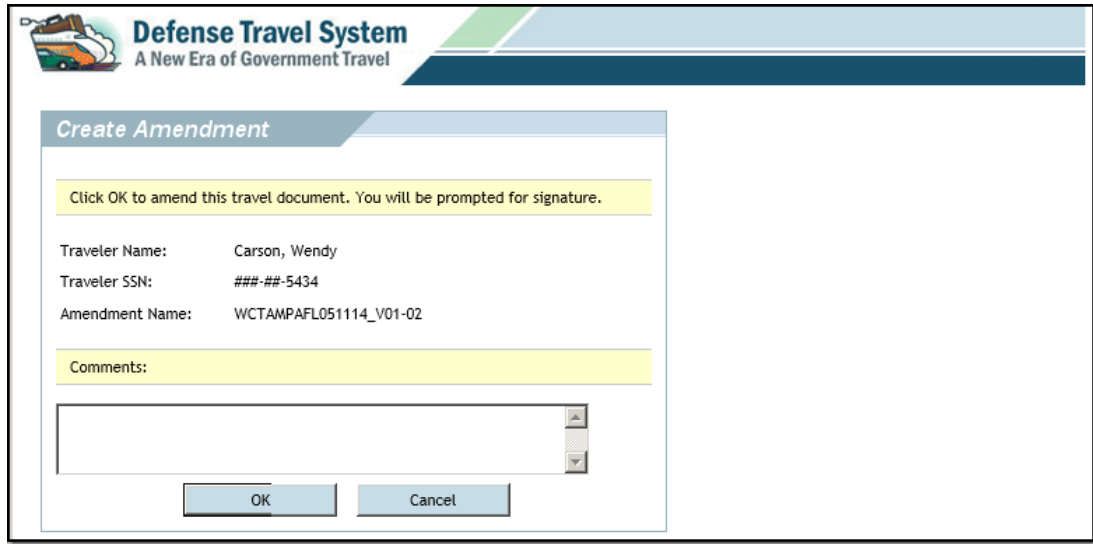 Defense Travel System
A New Era of Government Travel
Create Amendment
Click OK to amend this travel document. You will be prompted for signature.
Traveler Name: Carson, Wendy
Traveler SSN: ###-##-5434
Amendment Name: WCTAMPAFL051114_V01-02
Comments:
OK Cancel